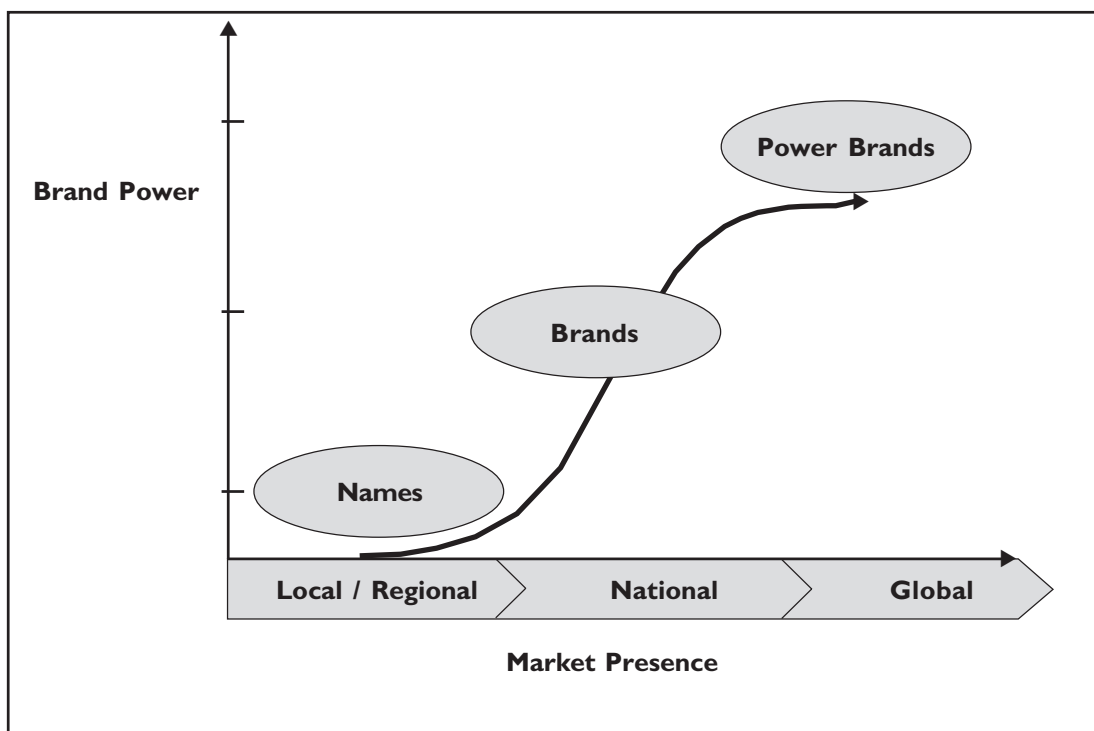 Power Brands
Brand Power
Brands
Names
Local / Regional
National
Global
Market Presence